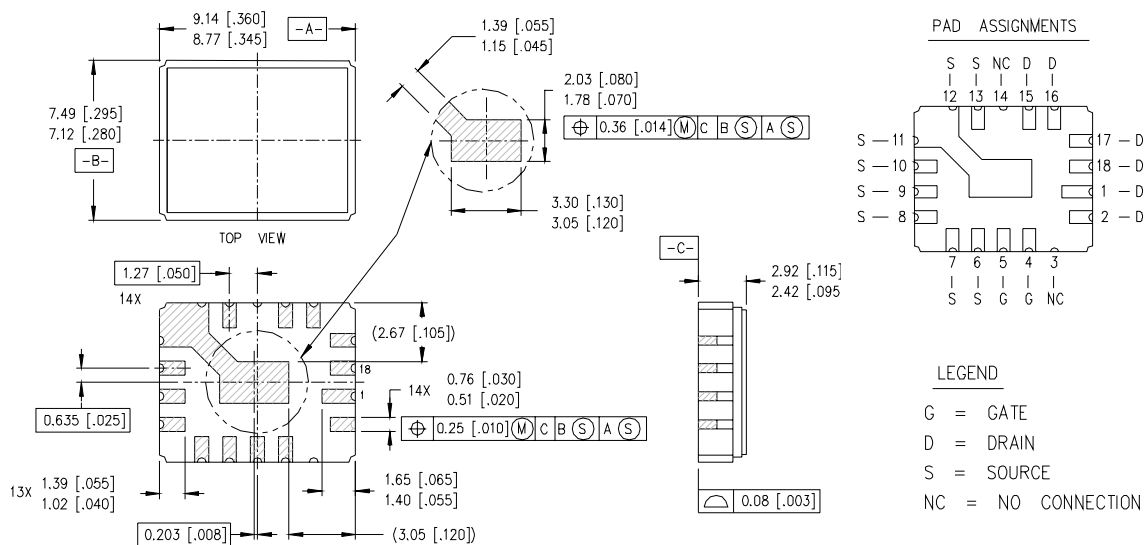 9.14 [.360]
8.77 [.345]
-A-
7.49 [.295]
7.12 [.280]
-B-
TOP VIEW
1.39 [.055]
1.15 [.045]
2.03 [.080]
1.78 [.070]
⌖ 0.36 [.014] Ⓜ C B Ⓢ A Ⓢ
3.30 [.130]
3.05 [.120]
PAD ASSIGNMENTS
S S NC D D
12 13 14 15 16
S — 11
S — 10
S — 9
S — 8
17 — D
18 — D
1 — D
2 — D
7 6 5 4 3
S S G G NC
1.27 [.050]
14X
(2.67 [.105])
18
1
0.635 [.025]
14X
0.76 [.030]
0.51 [.020]
⌖ 0.25 [.010] Ⓜ C B Ⓢ A Ⓢ
13X
1.39 [.055]
1.02 [.040]
1.65 [.065]
1.40 [.055]
0.203 [.008]
(3.05 [.120])
-C-
2.92 [.115]
2.42 [.095
⌓ 0.08 [.003]
LEGEND
G = GATE
D = DRAIN
S = SOURCE
NC = NO CONNECTION